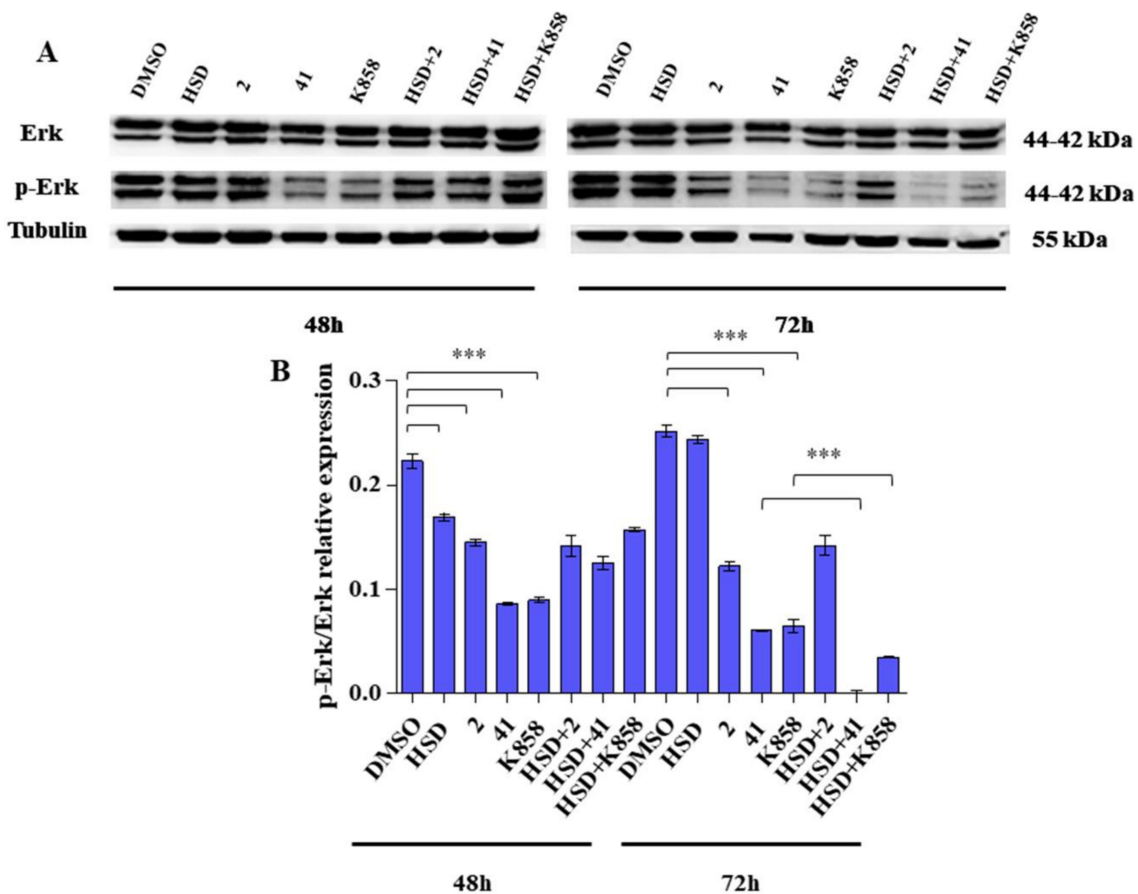 A
DMSO HSD 2 41 K858 HSD+2 HSD+41 HSD+K858 DMSO HSD 2 41 K858 HSD+2 HSD+41 HSD+K858
Erk 44-42 kDa
p-Erk 44-42 kDa
Tubulin 55 kDa
48h 72h
B
p-Erk/Erk relative expression
*** *** ***
0.3
0.2
0.1
0.0
DMSO HSD 2 41 K858 HSD+2 HSD+41 HSD+K858 DMSO HSD 2 41 K858 HSD+2 HSD+41 HSD+K858
48h 72h